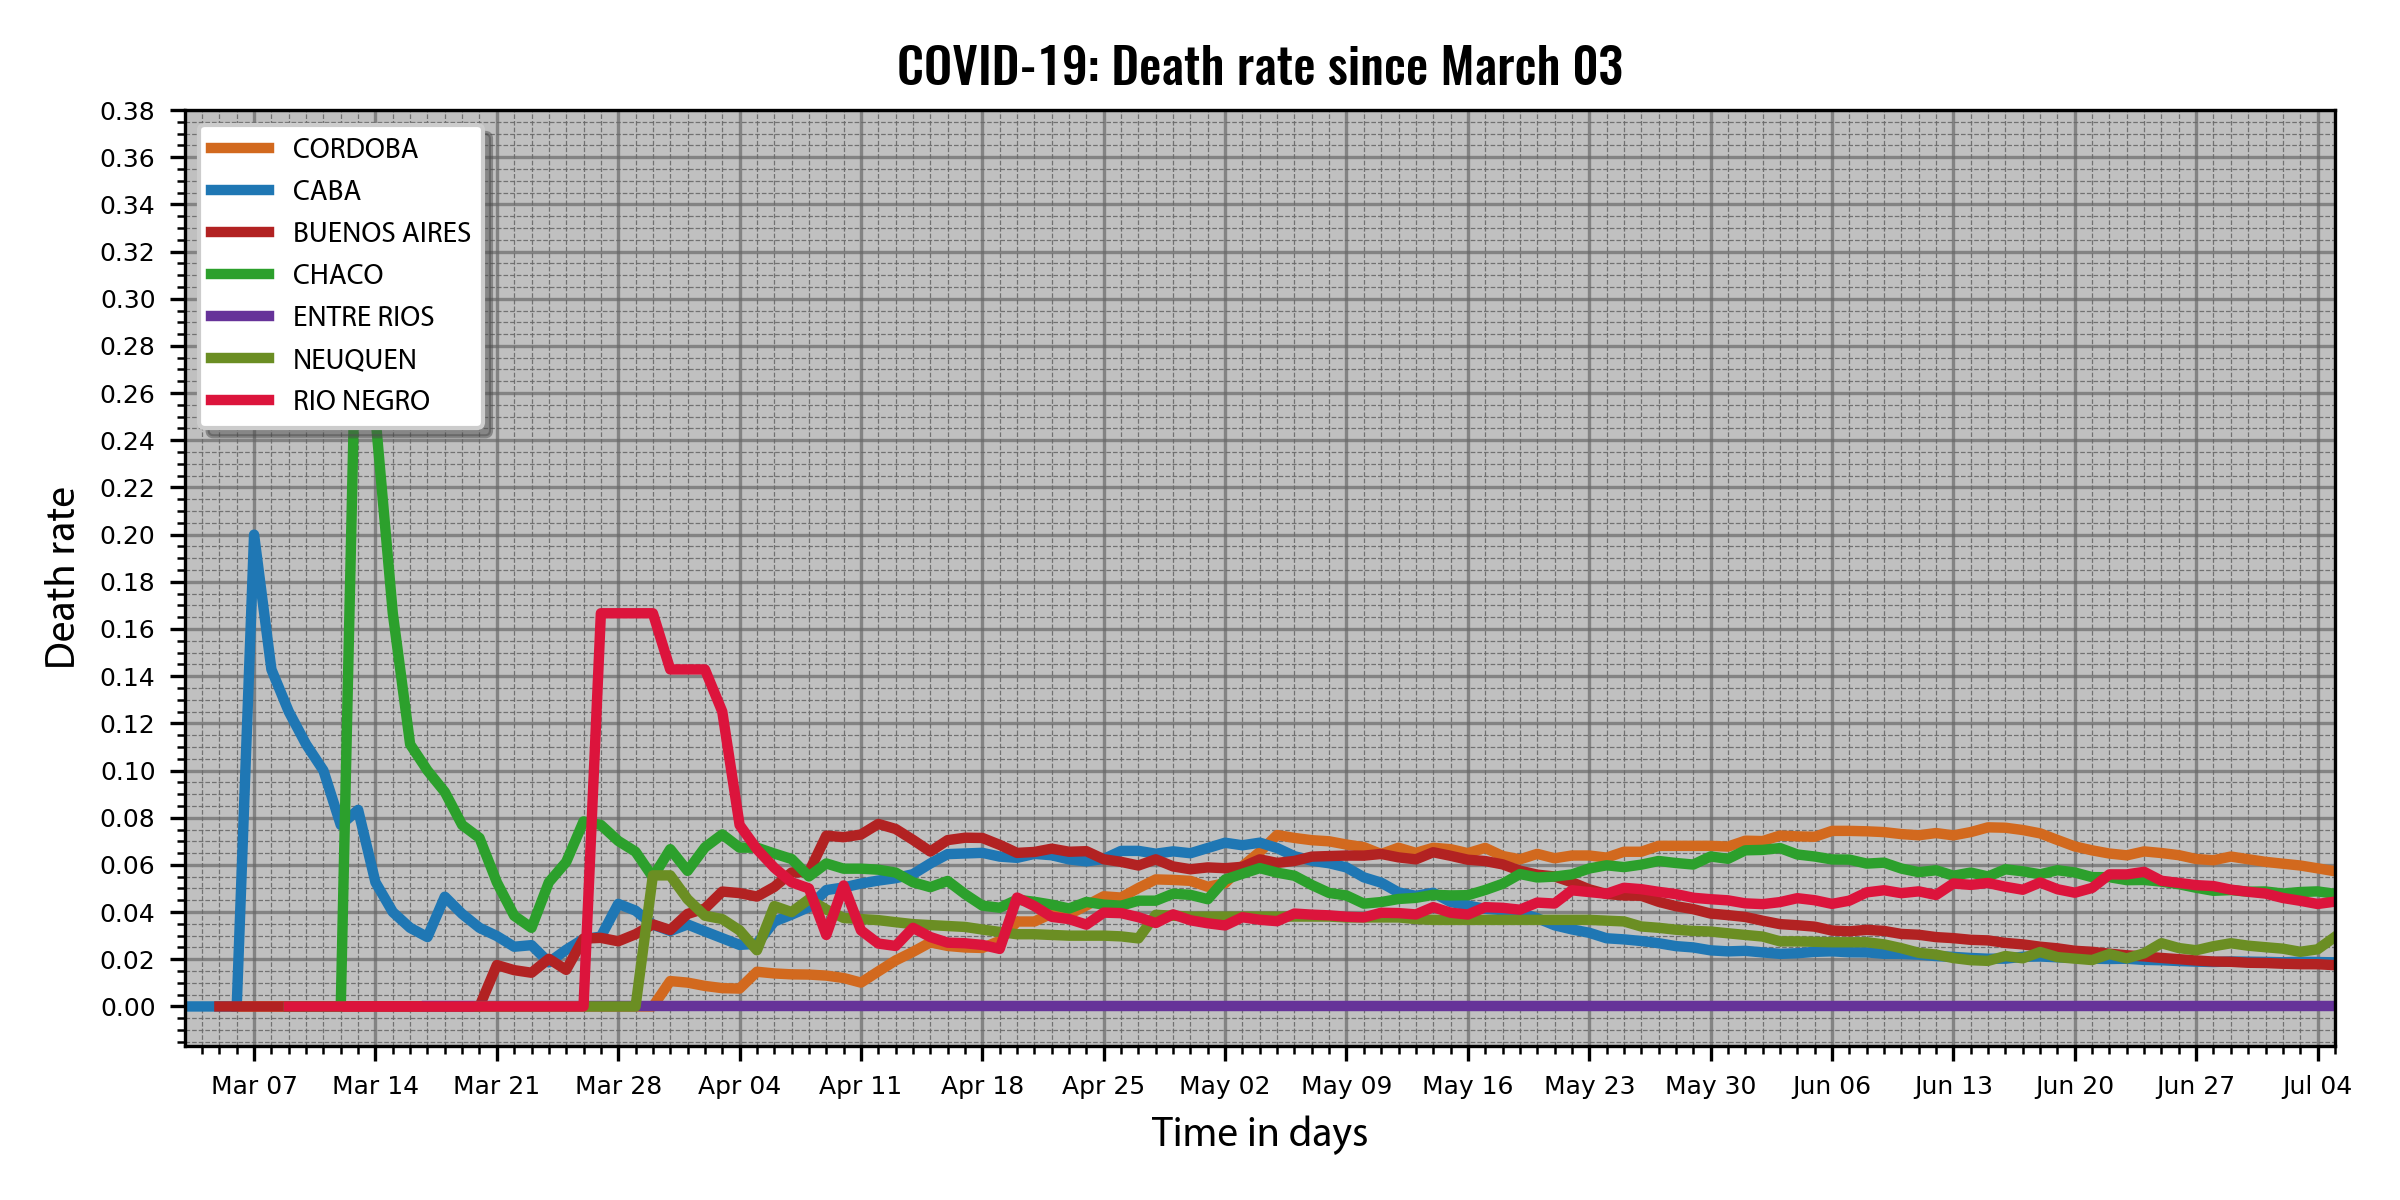 COVID-19: Death rate since March 03
0.38
0.36
0.34
0.32
0.30
0.28
0.26
0.24
0.22
0.20
0.18
0.16
0.14
0.12
0.10
0.08
0.06
0.04
0.02
0.00
Death rate
CORDOBA
CABA
BUENOS AIRES
CHACO
ENTRE RIOS
NEUQUEN
RIO NEGRO
Mar 07 Mar 14 Mar 21 Mar 28 Apr 04 Apr 11 Apr 18 Apr 25 May 02 May 09 May 16 May 23 May 30 Jun 06 Jun 13 Jun 20 Jun 27 Jul 04
Time in days